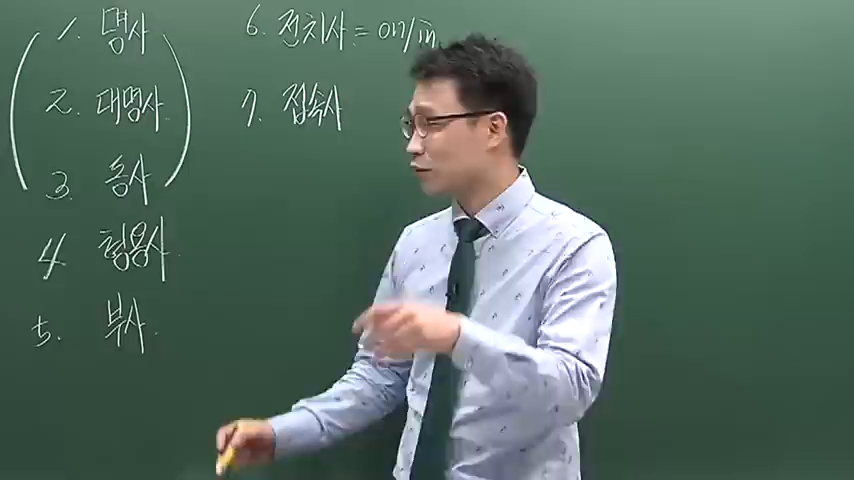 1. 명사
2. 대명사.
3. 동사
4 형용사.
5. 부사.
6. 전치사 = on/in
7. 접속사